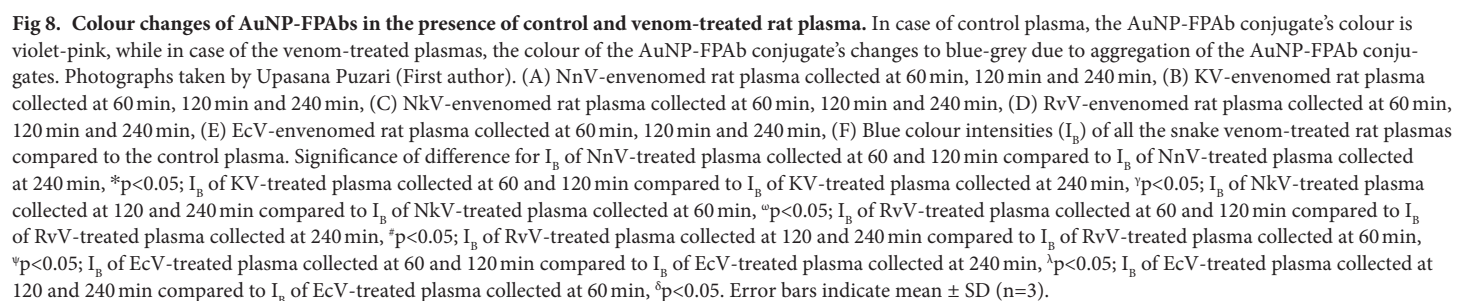 Fig 8. Colour changes of AuNP-FPAbs in the presence of control and venom-treated rat plasma. In case of control plasma, the AuNP-FPAb conjugate’s colour is
violet-pink, while in case of the venom-treated plasmas, the colour of the AuNP-FPAb conjugate’s changes to blue-grey due to aggregation of the AuNP-FPAb conju-
gates. Photographs taken by Upasana Puzari (First author). (A) NnV-envenomed rat plasma collected at 60 min, 120 min and 240 min, (B) KV-envenomed rat plasma
collected at 60 min, 120 min and 240 min, (C) NkV-envenomed rat plasma collected at 60 min, 120 min and 240 min, (D) RvV-envenomed rat plasma collected at 60 min,
120 min and 240 min, (E) EcV-envenomed rat plasma collected at 60 min, 120 min and 240 min, (F) Blue colour intensities (I_B) of all the snake venom-treated rat plasmas
compared to the control plasma. Significance of difference for I_B of NnV-treated plasma collected at 60 and 120 min compared to I_B of NnV-treated plasma collected
at 240 min, *p<0.05; I_B of KV-treated plasma collected at 60 and 120 min compared to I_B of KV-treated plasma collected at 240 min, ᵞp<0.05; I_B of NkV-treated plasma
collected at 120 and 240 min compared to I_B of NkV-treated plasma collected at 60 min, ^ωp<0.05; I_B of RvV-treated plasma collected at 60 and 120 min compared to I_B
of RvV-treated plasma collected at 240 min, ^#p<0.05; I_B of RvV-treated plasma collected at 120 and 240 min compared to I_B of RvV-treated plasma collected at 60 min,
^ψp<0.05; I_B of EcV-treated plasma collected at 60 and 120 min compared to I_B of EcV-treated plasma collected at 240 min, ^λp<0.05; I_B of EcV-treated plasma collected at
120 and 240 min compared to I_B of EcV-treated plasma collected at 60 min, ^δp<0.05. Error bars indicate mean ± SD (n=3).